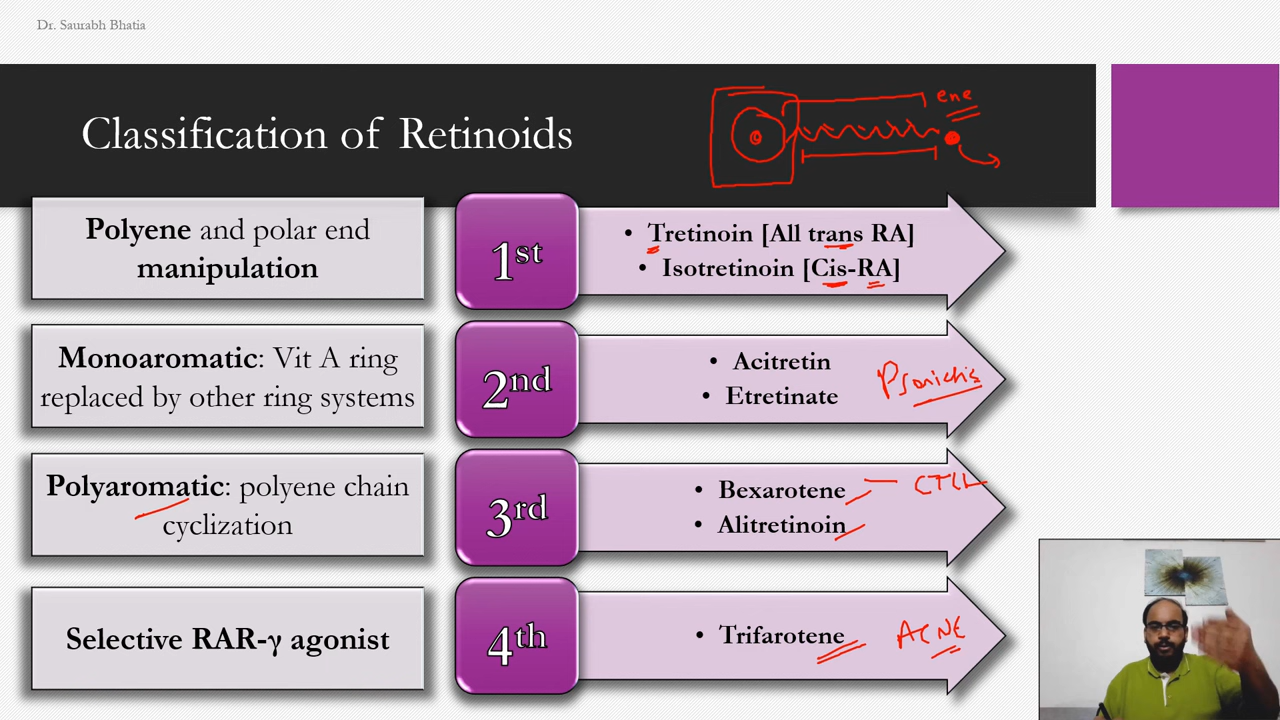 Dr. Saurabh Bhatia
Classification of Retinoids
ene
Polyene and polar end
manipulation
1st
• Tretinoin [All trans RA]
• Isotretinoin [Cis-RA]
Monoaromatic: Vit A ring
replaced by other ring systems
2nd
• Acitretin
• Etretinate
Polyaromatic: polyene chain
cyclization
3rd
• Bexarotene
CTCL
• Alitretinoin
Selective RAR-γ agonist
4th
• Trifarotene
ACNE